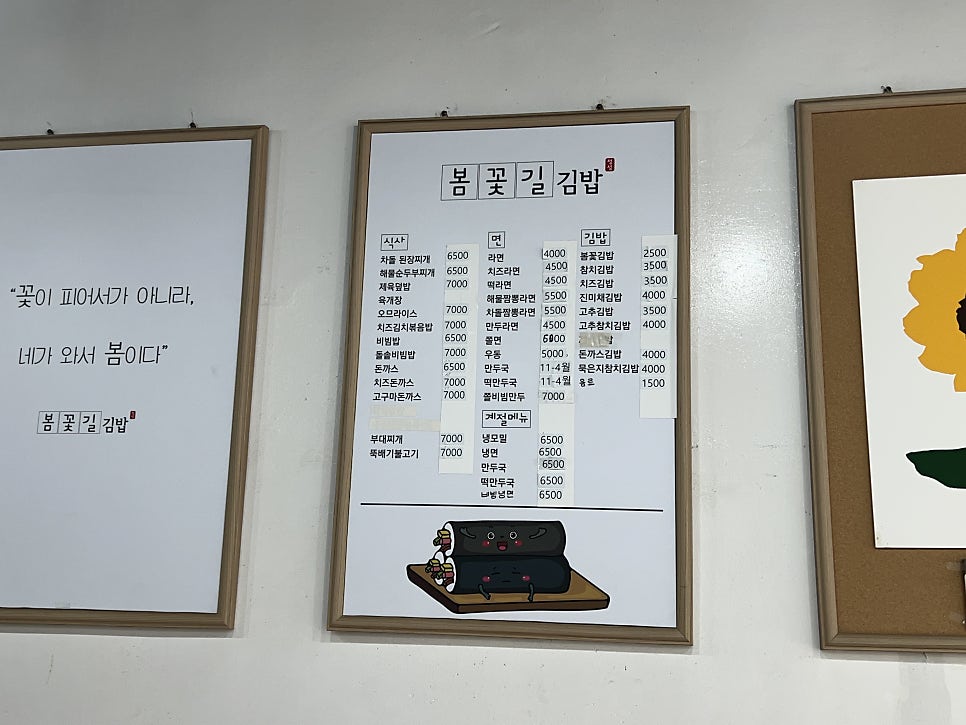 “꽃이 피어서가 아니라,
네가 와서 봄이다”
봄꽃길김밥
봄꽃길김밥
식사
차돌 된장찌개 6500
해물순두부찌개 6500
제육덮밥 7000
육개장
오므라이스 7000
치즈김치볶음밥 7000
비빔밥 6500
돌솥비빔밥 7000
돈까스 6500
치즈돈까스 7000
고구마돈까스 7000
부대찌개 7000
뚝배기불고기 7000
면
라면 4000
치즈라면 4500
떡라면 4500
해물짬뽕라면 5500
차돌짬뽕라면 5500
만두라면 4500
쫄면 6000
우동 5000
만두국 11-4월
떡만두국 11-4월
쫄비빔만두 7000
계절메뉴
냉모밀 6500
냉면 6500
만두국 6500
떡만두국 6500
비빔냉면 6500
김밥
봄꽃김밥 2500
참치김밥 3500
치즈김밥 3500
진미채김밥 4000
고추김밥 3500
고추참치김밥 4000
돈까스김밥 4000
묵은지참치김밥 4000
1500